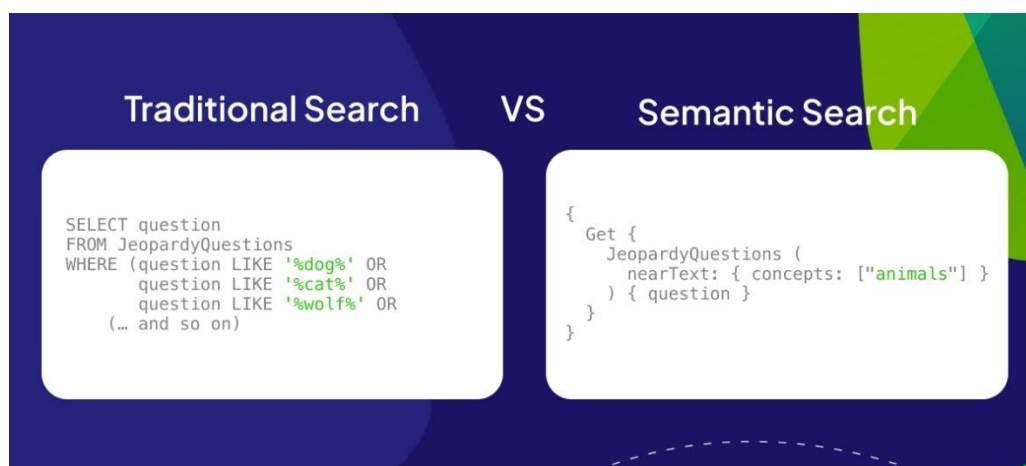 Traditional Search VS Semantic Search
SELECT question
FROM JeopardyQuestions
WHERE (question LIKE '%dog%' OR
question LIKE '%cat%' OR
question LIKE '%wolf%' OR
(… and so on)
{
Get {
JeopardyQuestions (
nearText: { concepts: ["animals"] }
) { question }
}
}